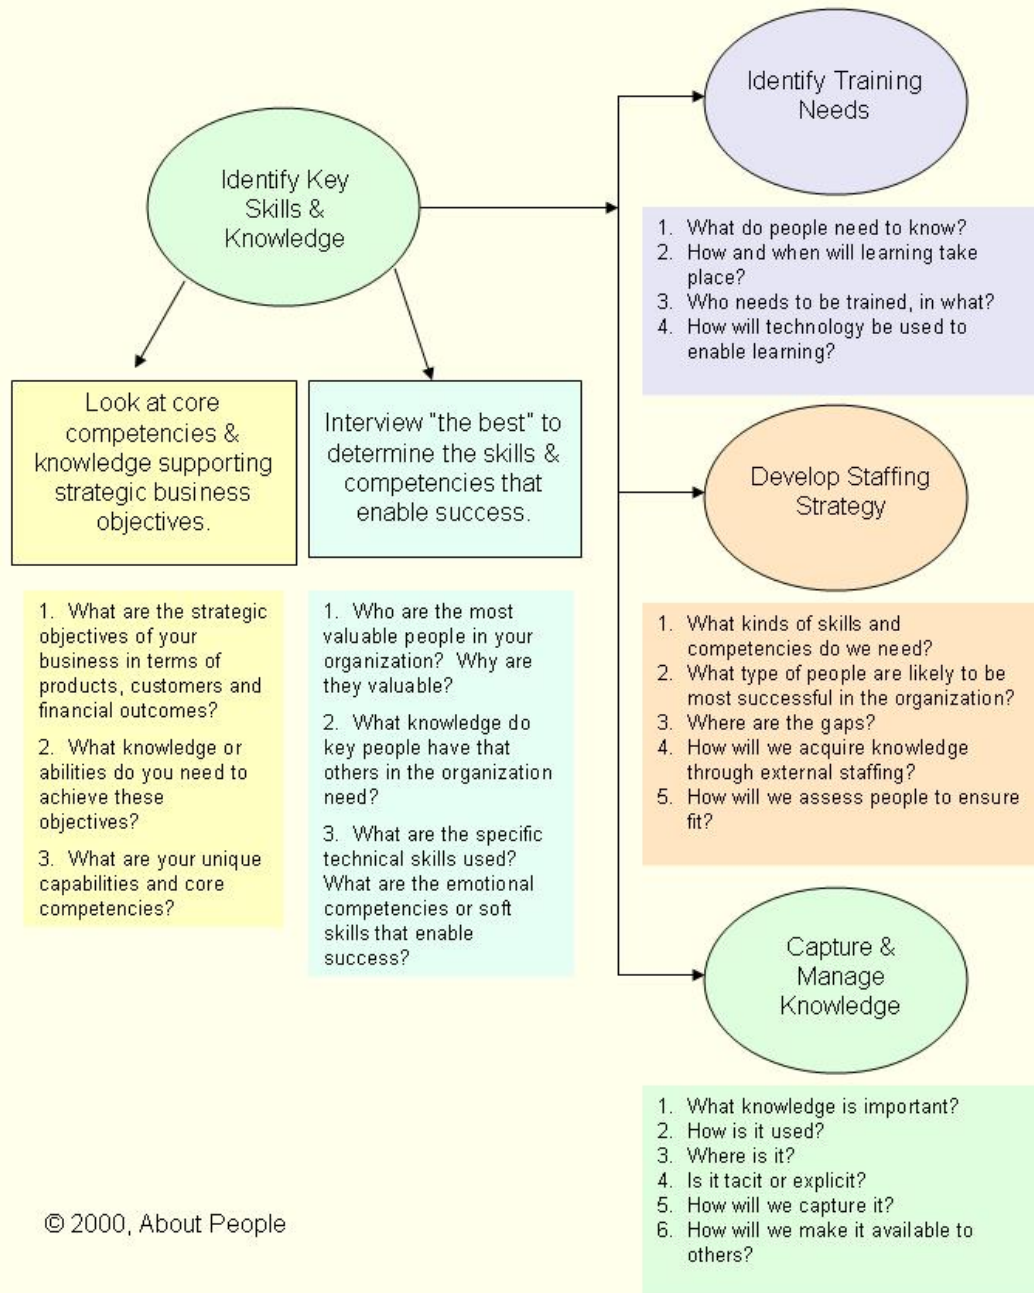 Identify Key
Skills &
Knowledge
Look at core
competencies &
knowledge supporting
strategic business
objectives.
1.  What are the strategic
objectives of your
business in terms of
products, customers and
financial outcomes?
2.  What knowledge or
abilities do you need to
achieve these
objectives?
3.  What are your unique
capabilities and core
competencies?
Interview "the best" to
determine the skills &
competencies that
enable success.
1.  Who are the most
valuable people in your
organization?  Why are
they valuable?
2.  What knowledge do
key people have that
others in the organization
need?
3.  What are the specific
technical skills used?
What are the emotional
competencies or soft
skills that enable
success?
Identify Training
Needs
1.  What do people need to know?
2.  How and when will learning take
place?
3.  Who needs to be trained, in what?
4.  How will technology be used to
enable learning?
Develop Staffing
Strategy
1.  What kinds of skills and
competencies do we need?
2.  What type of people are likely to be
most successful in the organization?
3.  Where are the gaps?
4.  How will we acquire knowledge
through external staffing?
5.  How will we assess people to ensure
fit?
Capture &
Manage
Knowledge
1.  What knowledge is important?
2.  How is it used?
3.  Where is it?
4.  Is it tacit or explicit?
5.  How will we capture it?
6.  How will we make it available to
others?
© 2000, About People